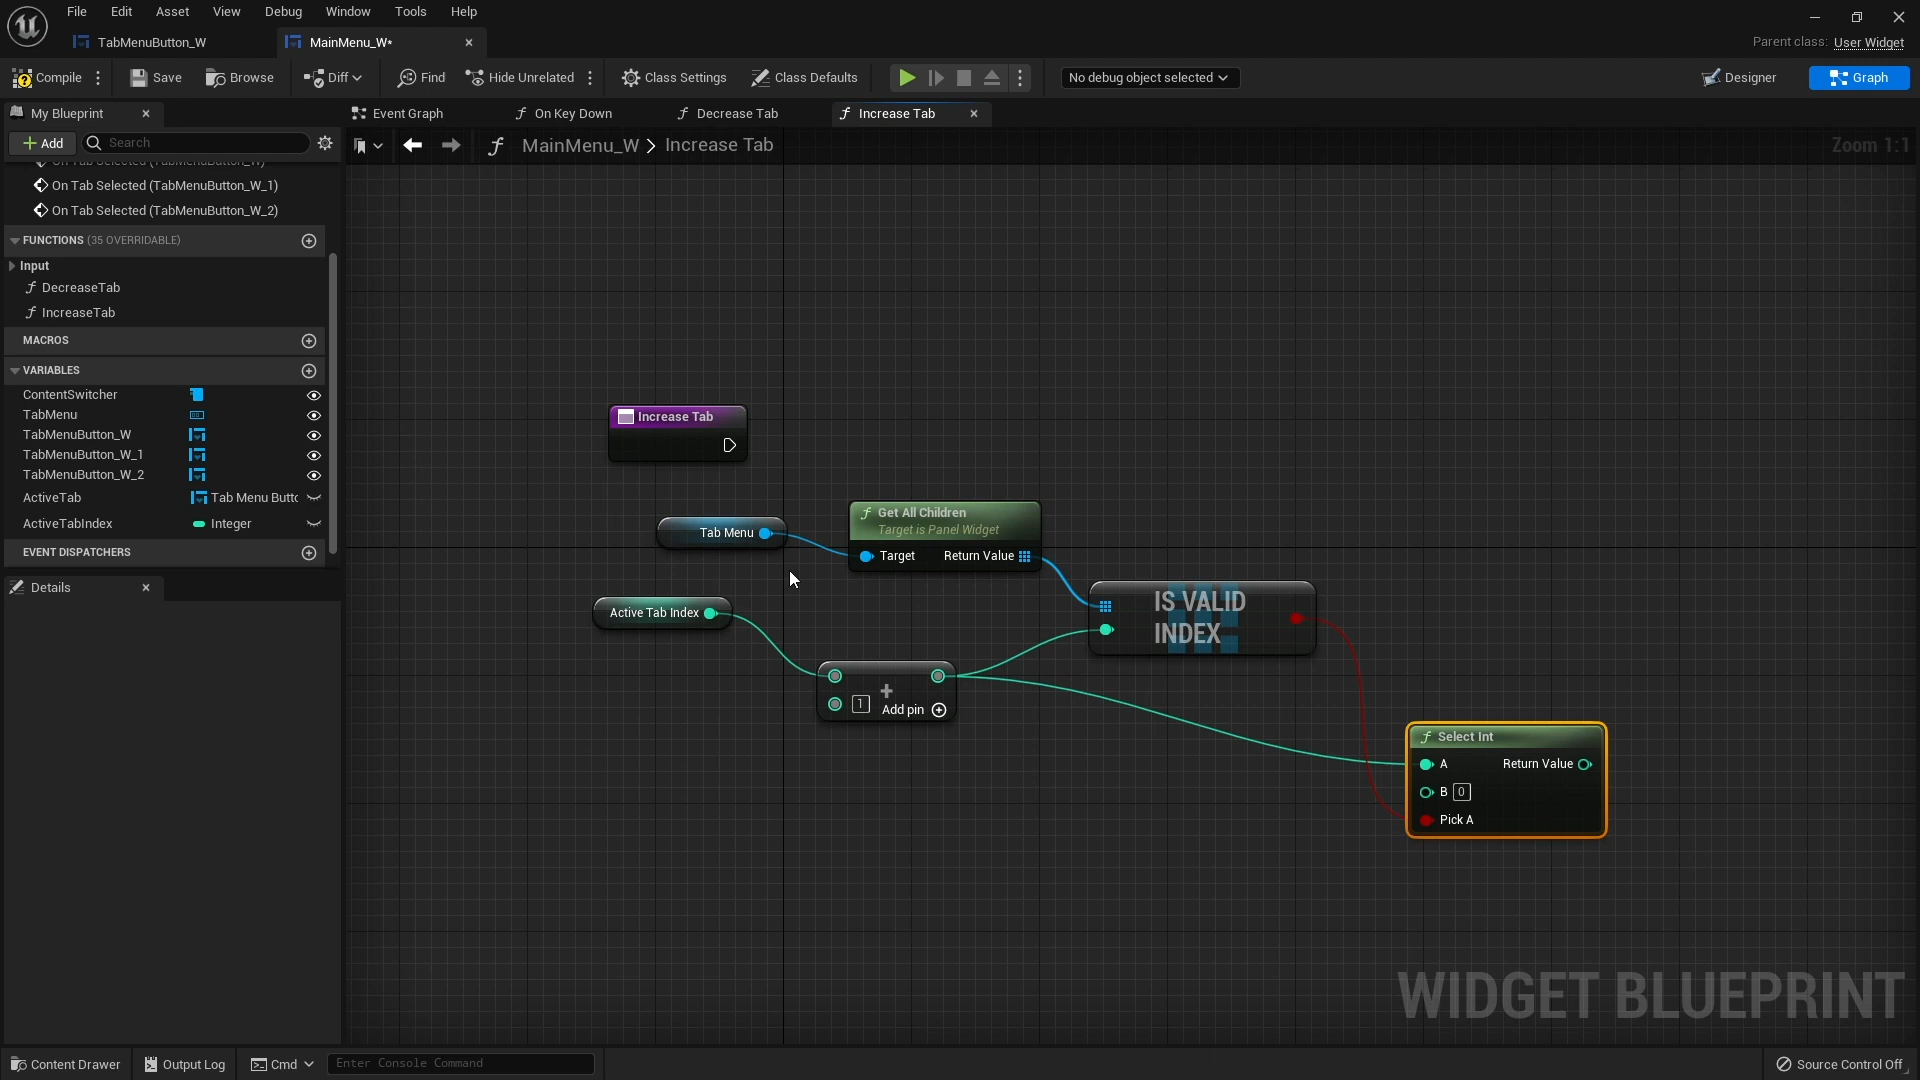 File Edit Asset View Debug Window Tools Help
TabMenuButton_W MainMenu_W* Parent class: User Widget
Compile Save Browse Diff Find Hide Unrelated Class Settings Class Defaults No debug object selected Designer Graph
My Blueprint Event Graph On Key Down Decrease Tab Increase Tab
Add Search MainMenu_W > Increase Tab Zoom 1:1
On Tab Selected (TabMenuButton_W)
On Tab Selected (TabMenuButton_W_1)
On Tab Selected (TabMenuButton_W_2)
FUNCTIONS (35 OVERRIDABLE)
Input
DecreaseTab
IncreaseTab
MACROS
VARIABLES
ContentSwitcher
TabMenu
TabMenuButton_W
TabMenuButton_W_1
TabMenuButton_W_2
ActiveTab Tab Menu Butto
ActiveTabIndex Integer
EVENT DISPATCHERS
Details
Increase Tab
Tab Menu
Get All Children
Target is Panel Widget
Target Return Value
Active Tab Index
IS VALID
INDEX
+
1 Add pin
Select Int
A Return Value
B 0
Pick A
WIDGET BLUEPRINT
Content Drawer Output Log Cmd Enter Console Command Source Control Off